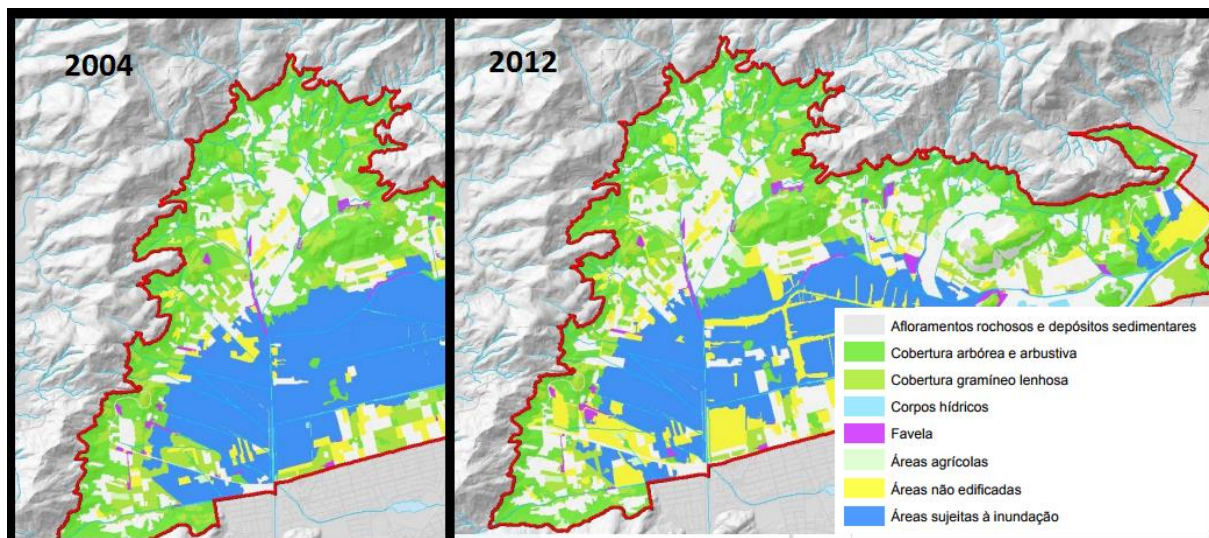 2004
2012
Afloramentos rochosos e depósitos sedimentares
Cobertura arbórea e arbustiva
Cobertura gramíneo lenhosa
Corpos hídricos
Favela
Áreas agrícolas
Áreas não edificadas
Áreas sujeitas à inundação